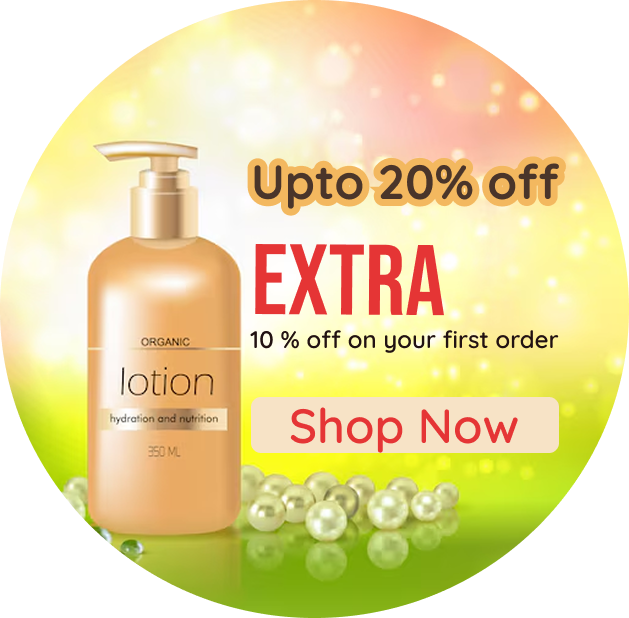 Upto 20% off
EXTRA
10 % off on your first order
Shop Now
ORGANIC
lotion
hydration and nutrition
350 ML